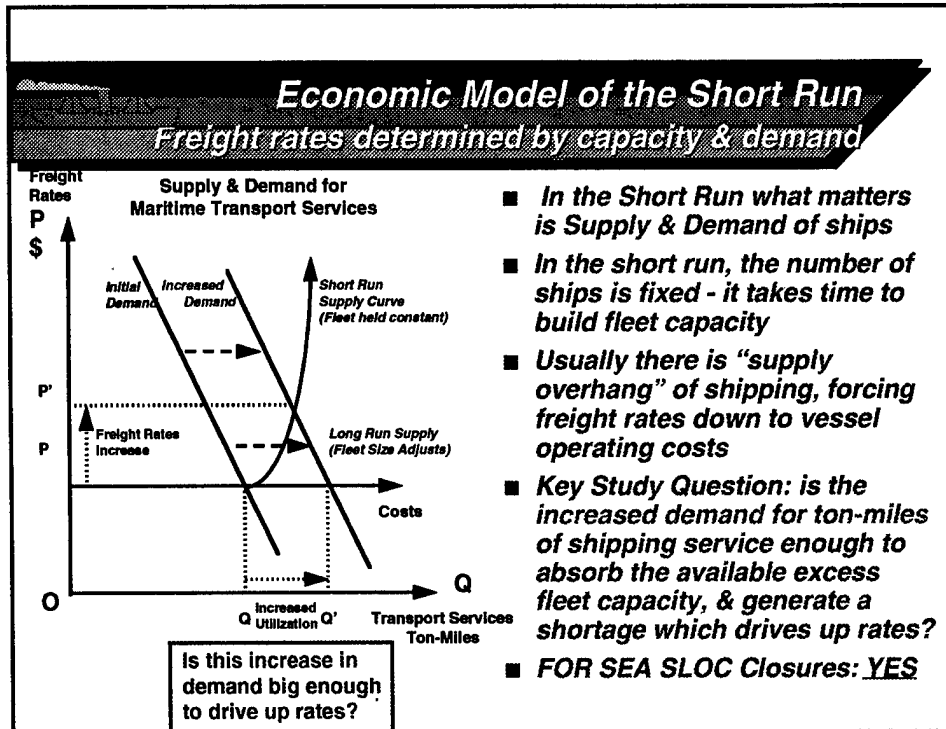 Economic Model of the Short Run
Freight rates determined by capacity & demand
Freight
Rates
P
$
Supply & Demand for
Maritime Transport Services
Initial
Demand
Increased
Demand
Short Run
Supply Curve
(Fleet held constant)
P'
P
Freight Rates
Increase
Long Run Supply
(Fleet Size Adjusts)
Costs
O
Q
Q Increased Q'
Utilization
Transport Services
Ton-Miles
Is this increase in
demand big enough
to drive up rates?
■ In the Short Run what matters
is Supply & Demand of ships
■ In the short run, the number of
ships is fixed - it takes time to
build fleet capacity
■ Usually there is “supply
overhang” of shipping, forcing
freight rates down to vessel
operating costs
■ Key Study Question: is the
increased demand for ton-miles
of shipping service enough to
absorb the available excess
fleet capacity, & generate a
shortage which drives up rates?
■ FOR SEA SLOC Closures: YES